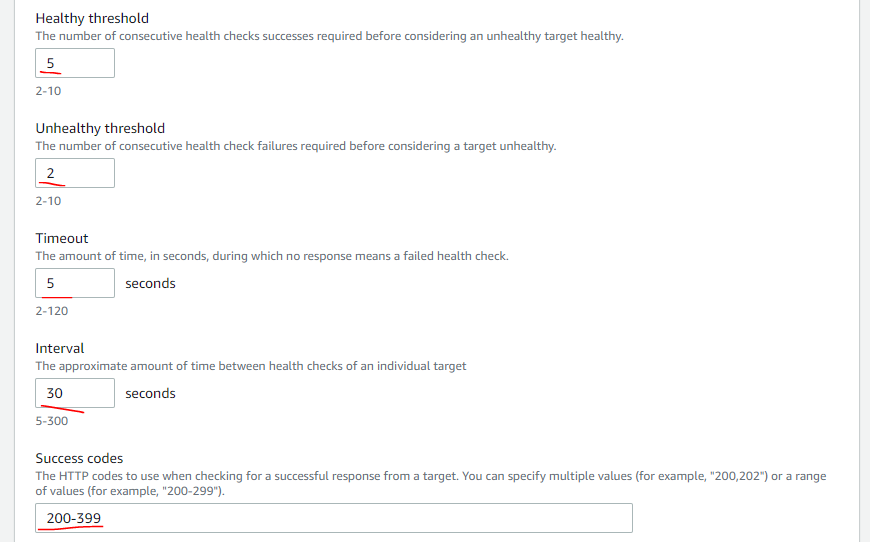 Healthy threshold
The number of consecutive health checks successes required before considering an unhealthy target healthy.
5
2-10
Unhealthy threshold
The number of consecutive health check failures required before considering a target unhealthy.
2
2-10
Timeout
The amount of time, in seconds, during which no response means a failed health check.
5 seconds
2-120
Interval
The approximate amount of time between health checks of an individual target
30 seconds
5-300
Success codes
The HTTP codes to use when checking for a successful response from a target. You can specify multiple values (for example, "200,202") or a range
of values (for example, "200-299").
200-399